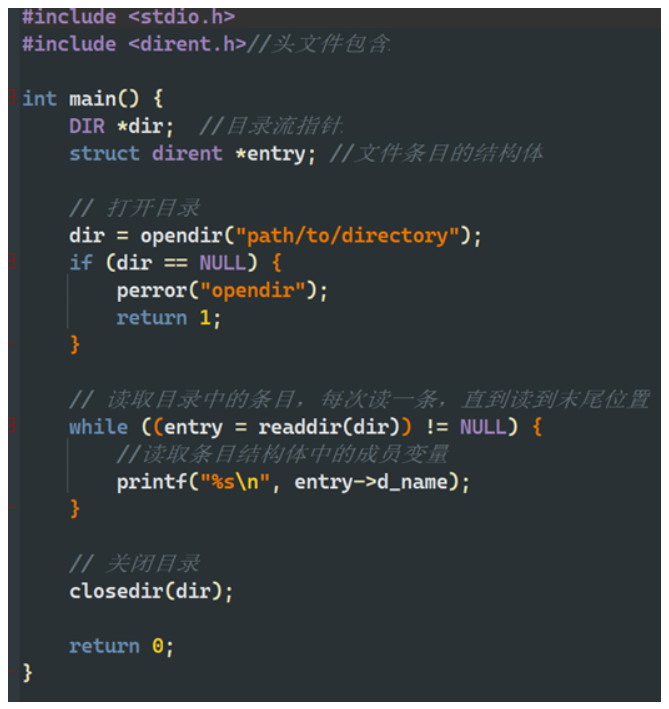 #include <stdio.h>
#include <dirent.h>//头文件包含.
int main() {
    DIR *dir;  //目录流指针.
    struct dirent *entry; //文件条目的结构体
    // 打开目录
    dir = opendir("path/to/directory");
    if (dir == NULL) {
        perror("opendir");
        return 1;
    }
    // 读取目录中的条目，每次读一条，直到读到末尾位置
    while ((entry = readdir(dir)) != NULL) {
        //读取条目结构体中的成员变量
        printf("%s\n", entry->d_name);
    }
    // 关闭目录
    closedir(dir);
    return 0;
}